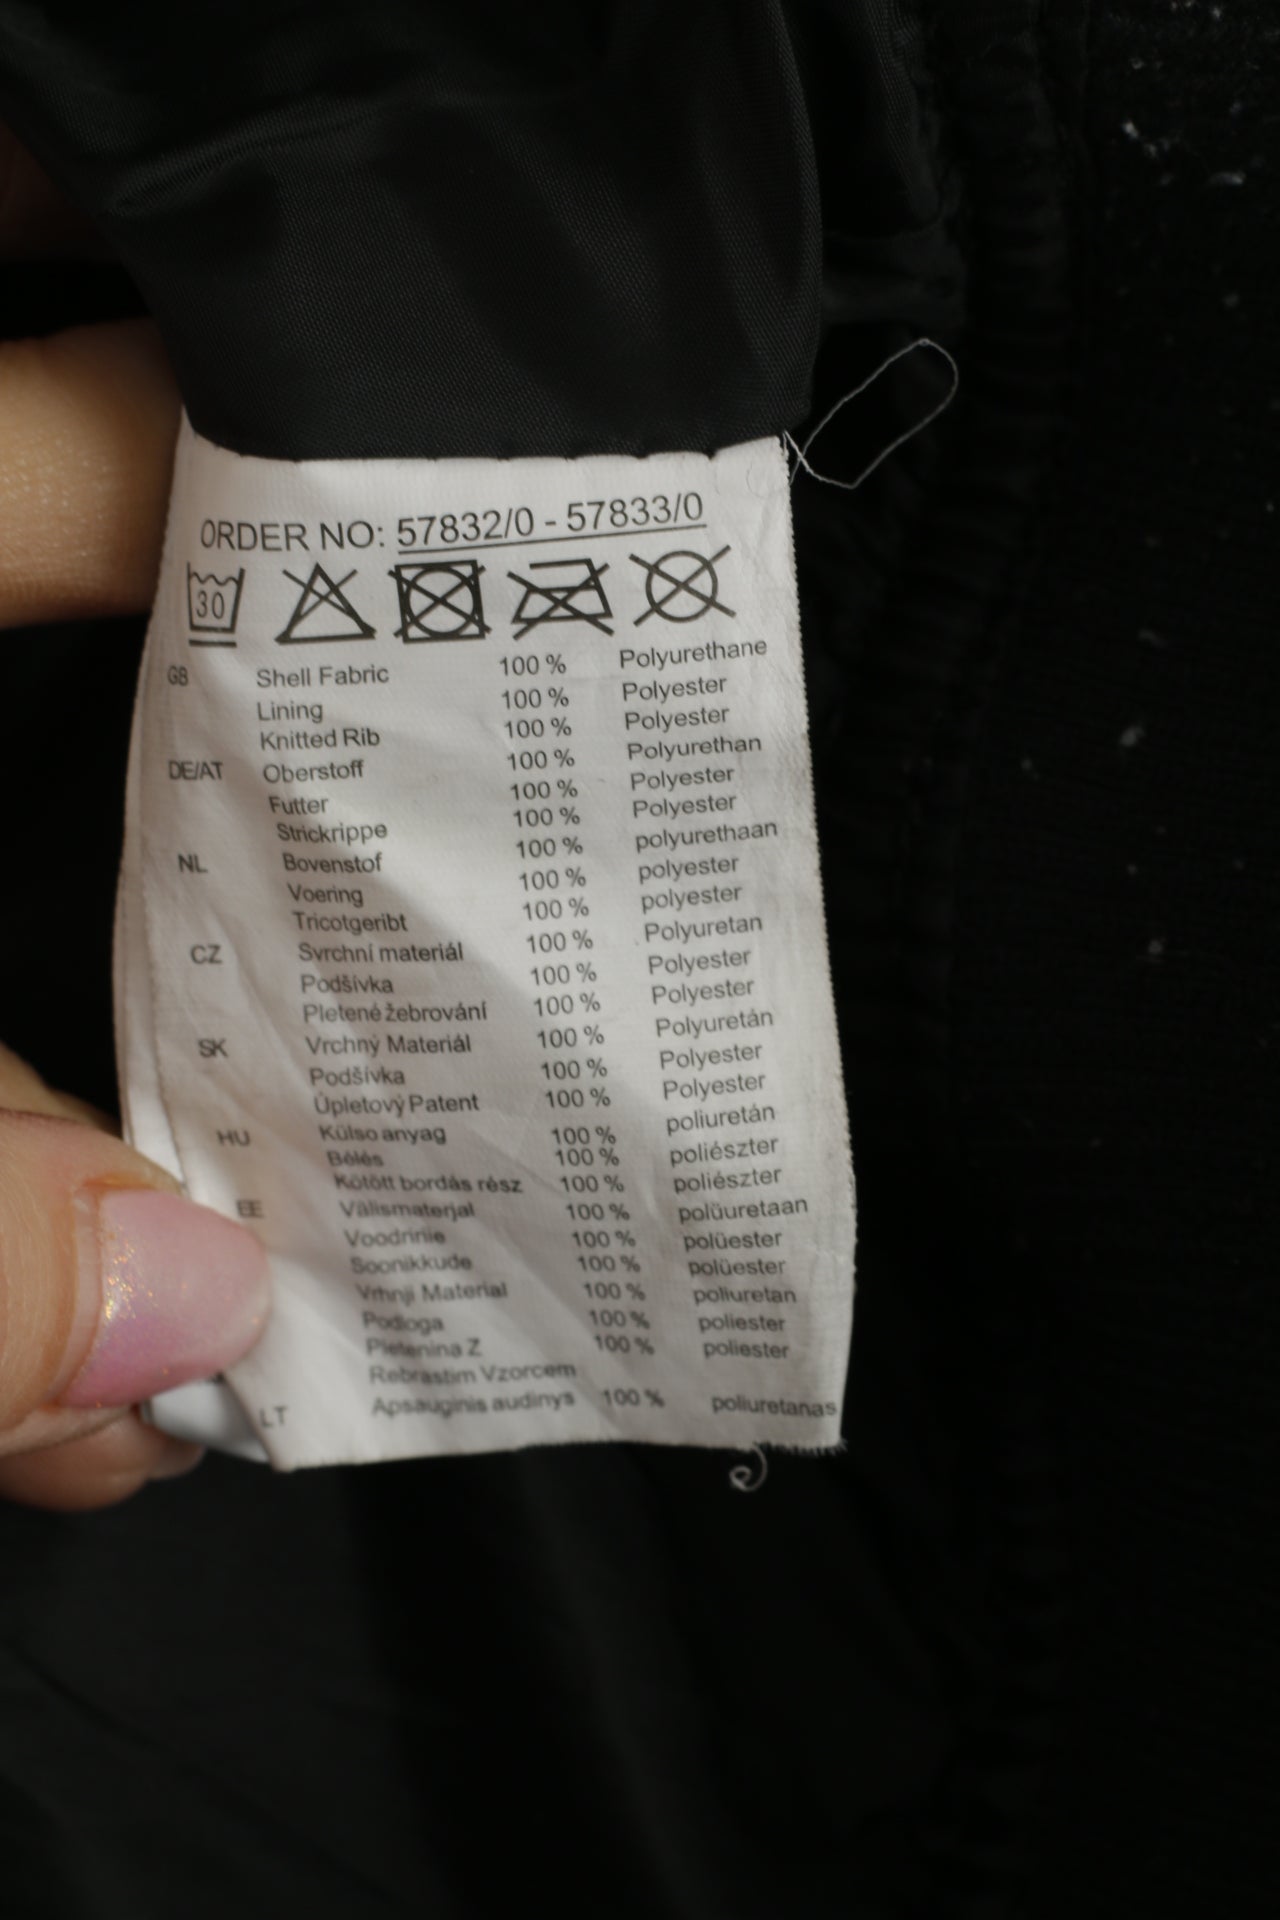 ORDER NO: 57832/0 - 57833/0
30
GB Shell Fabric 100 % Polyurethane
Lining 100 % Polyester
Knitted Rib 100 % Polyester
DE/AT Oberstoff 100 % Polyurethan
Futter 100 % Polyester
Strickrippe 100 % Polyester
NL Bovenstof 100 % polyurethaan
Voering 100 % polyester
Tricotgeribt 100 % polyester
CZ Svrchní materiál 100 % Polyuretan
Podšívka 100 % Polyester
Pletené žebrování 100 % Polyester
SK Vrchný Materiál 100 % Polyuretán
Podšívka 100 % Polyester
Úpletový Patent 100 % Polyester
HU Külso anyag 100 % poliuretán
Bélés 100 % poliészter
Kötött bordás rész 100 % poliészter
EE Välismaterjal 100 % polüuretaan
Voodrinie 100 % polüester
Soonikkude 100 % polüester
Vrhnji Material 100 % poliuretan
Podloga 100 % poliester
Pletenina Z 100 % poliester
Rebrastim Vzorcem
LT Apsauginis audinys 100 % poliuretanas